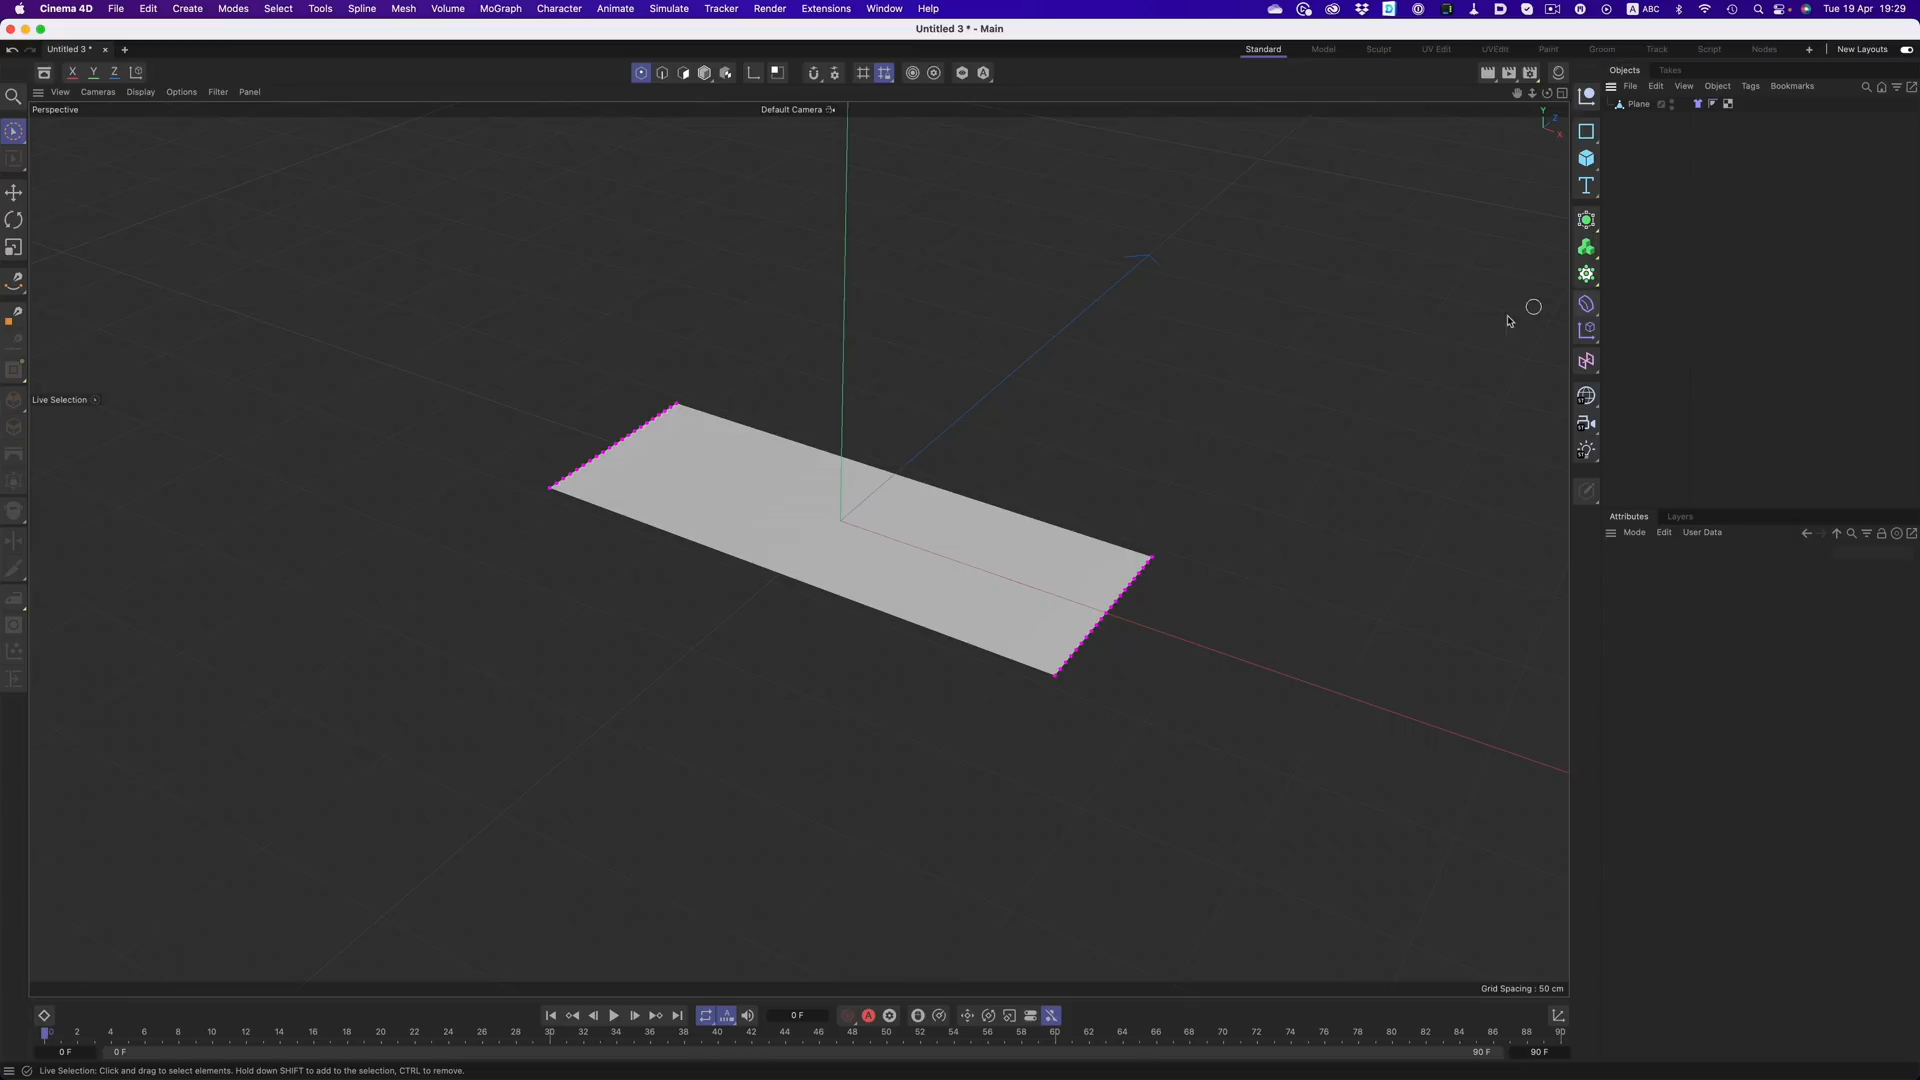 Cinema 4D File Edit Create Modes Select Tools Spline Mesh Volume MoGraph Character Animate Simulate Tracker Render Extensions Window Help ABC Tue 19 Apr 19:29
Untitled 3 * - Main
Untitled 3 * Standard Model Sculpt UV Edit UVEdit Paint Groom Track Script Nodes New Layouts
X Y Z Objects Takes
View Cameras Display Options Filter Panel File Edit View Object Tags Bookmarks
Perspective Default Camera Plane
Y
Z
X
Live Selection
Attributes Layers
Mode Edit User Data
Grid Spacing : 50 cm
0 F
0 2 4 6 8 10 12 14 16 18 20 22 24 26 28 30 32 34 36 38 40 42 44 46 48 50 52 54 56 58 60 62 64 66 68 70 72 74 76 78 80 82 84 86 88 90
0 F 0 F 90 F 90 F
Live Selection: Click and drag to select elements. Hold down SHIFT to add to the selection, CTRL to remove.